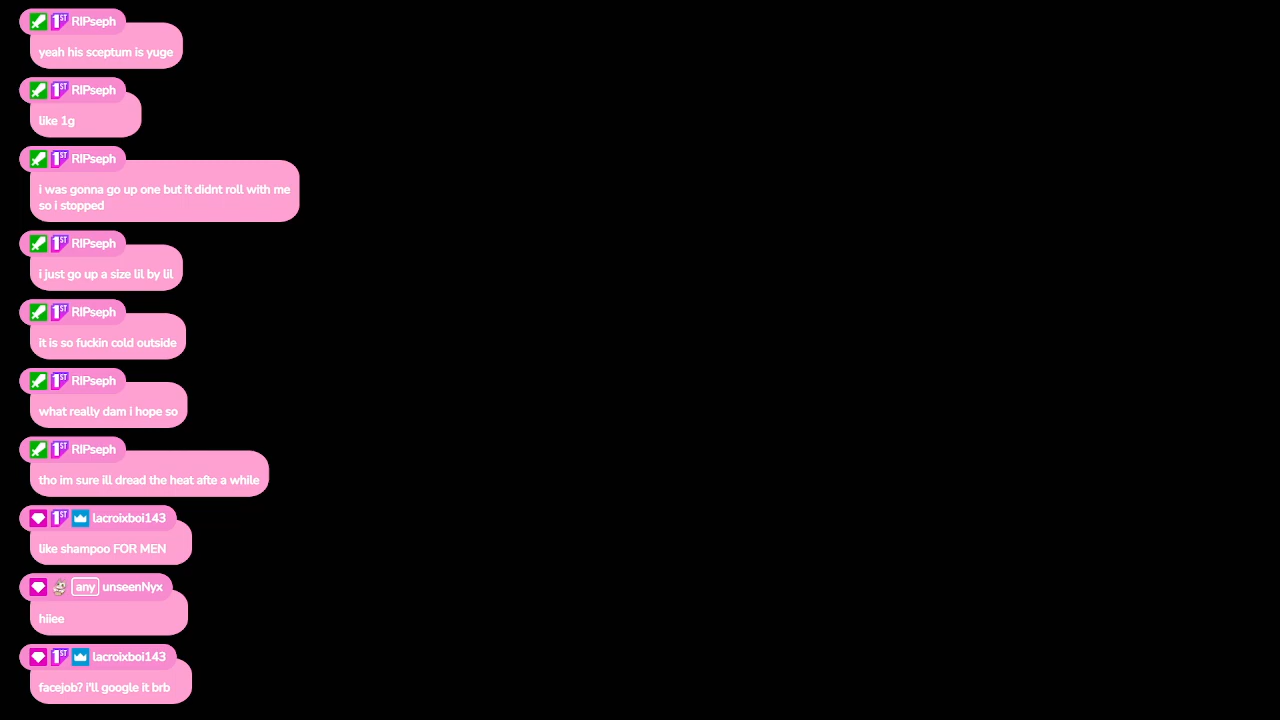 1ST RIPseph
yeah his sceptum is yuge
1ST RIPseph
like 1g
1ST RIPseph
i was gonna go up one but it didnt roll with me
so i stopped
1ST RIPseph
i just go up a size lil by lil
1ST RIPseph
it is so fuckin cold outside
1ST RIPseph
what really dam i hope so
1ST RIPseph
tho im sure ill dread the heat afte a while
1ST lacroixboi143
like shampoo FOR MEN
any unseenNyx
hiiee
1ST lacroixboi143
facejob? i'll google it brb